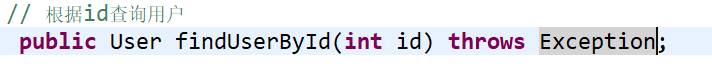 // 根据id查询用户
public User findUserById(int id) throws Exception;